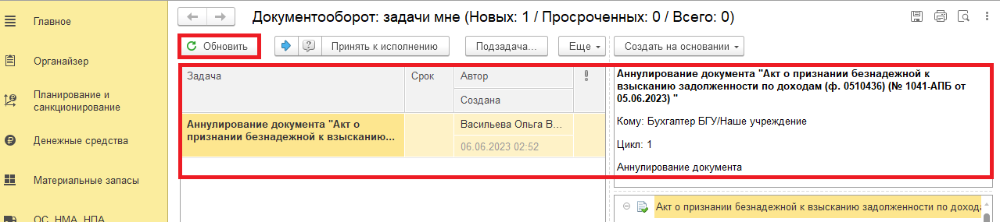 Главное
Органайзер
Планирование и
санкционирование
Денежные средства
Материальные запасы
ОС, НМА, НПА
Документооборот: задачи мне (Новых: 1 / Просроченных: 0 / Всего: 0)
Обновить
Принять к исполнению
Подзадача...
Еще
Создать на основании
Задача
Срок
Автор
Создана
Аннулирование документа "Акт о
признании безнадежной к взысканию...
Васильева Ольга В...
06.06.2023 02:52
Аннулирование документа "Акт о признании безнадежной к
взысканию задолженности по доходам (ф. 0510436) (№ 1041-АПБ от
05.06.2023) "
Кому: Бухгалтер БГУ/Наше учреждение
Цикл: 1
Аннулирование документа
Акт о признании безнадежной к взысканию задолженности по дохода